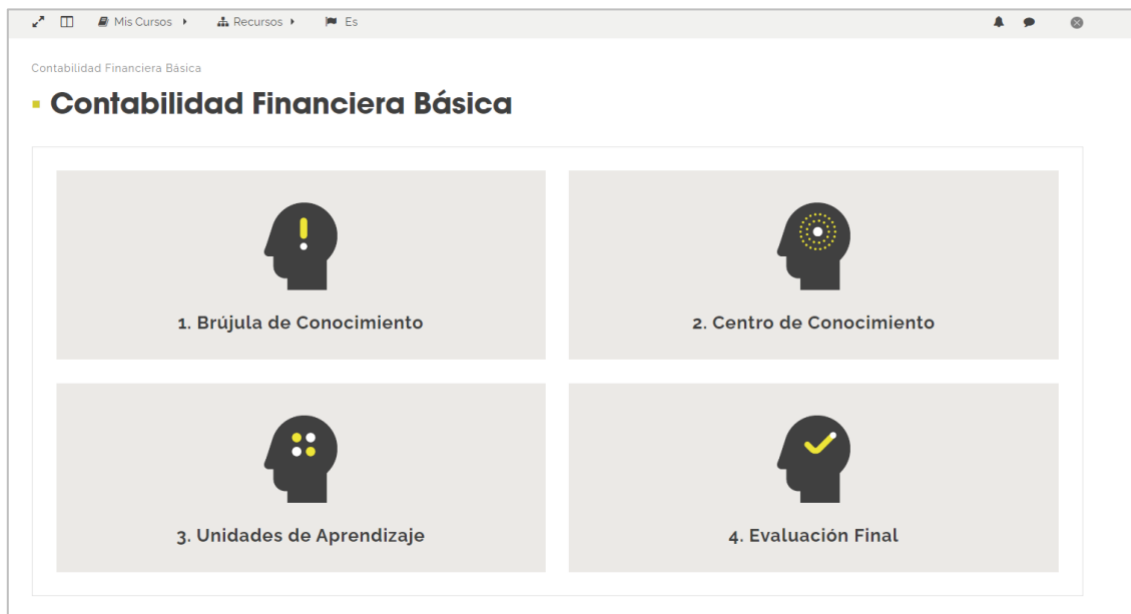 Mis Cursos Recursos Es
Contabilidad Financiera Básica
Contabilidad Financiera Básica
1. Brújula de Conocimiento
2. Centro de Conocimiento
3. Unidades de Aprendizaje
4. Evaluación Final